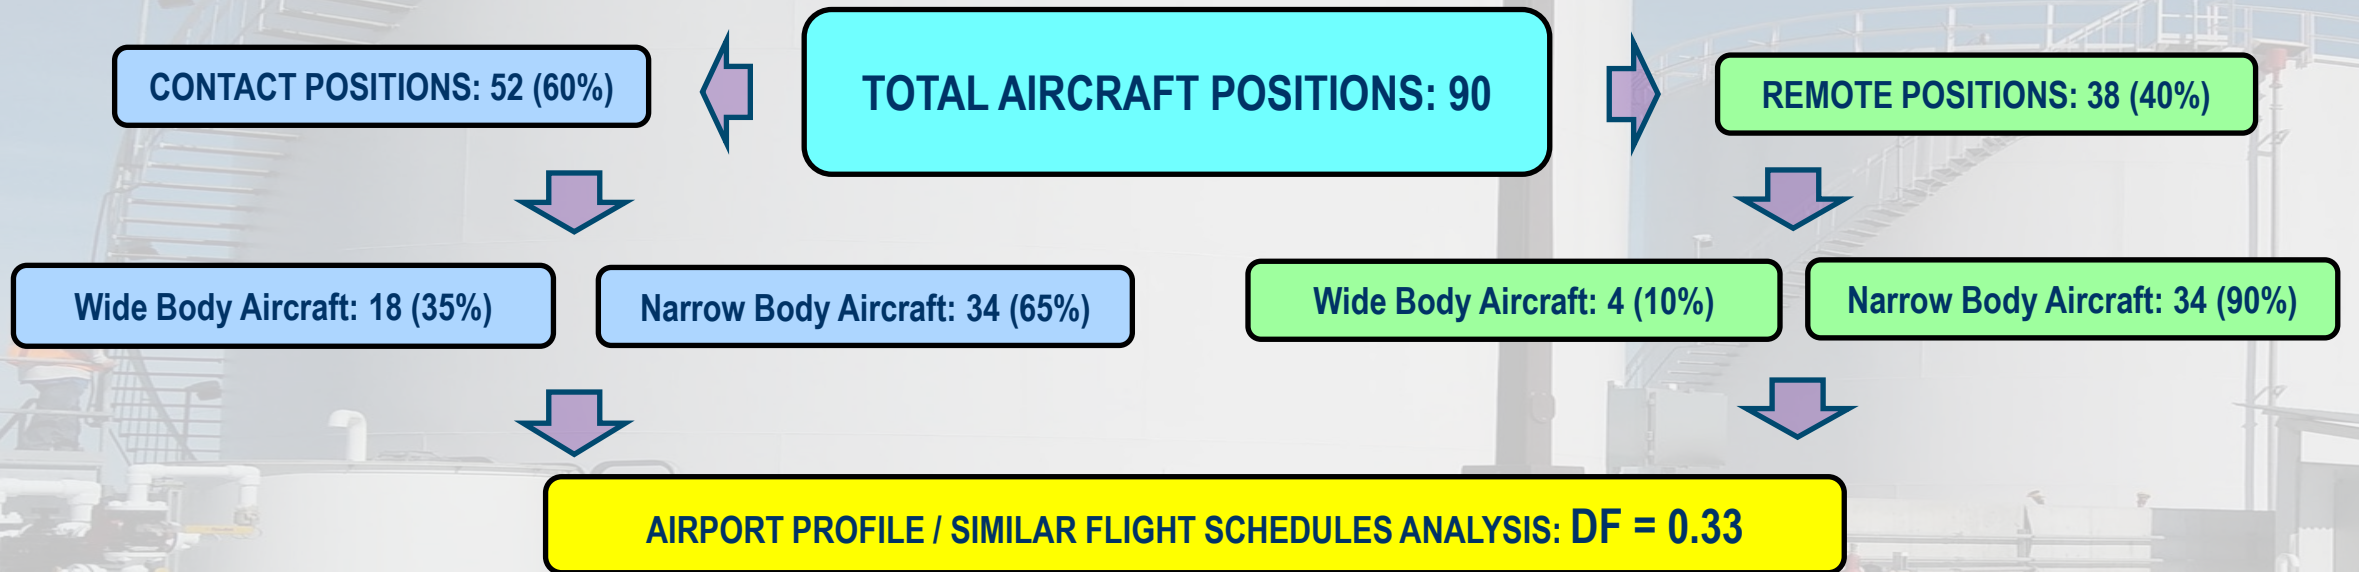 TOTAL AIRCRAFT POSITIONS: 90
CONTACT POSITIONS: 52 (60%)
REMOTE POSITIONS: 38 (40%)
Wide Body Aircraft: 18 (35%)
Narrow Body Aircraft: 34 (65%)
Wide Body Aircraft: 4 (10%)
Narrow Body Aircraft: 34 (90%)
AIRPORT PROFILE / SIMILAR FLIGHT SCHEDULES ANALYSIS: DF = 0.33